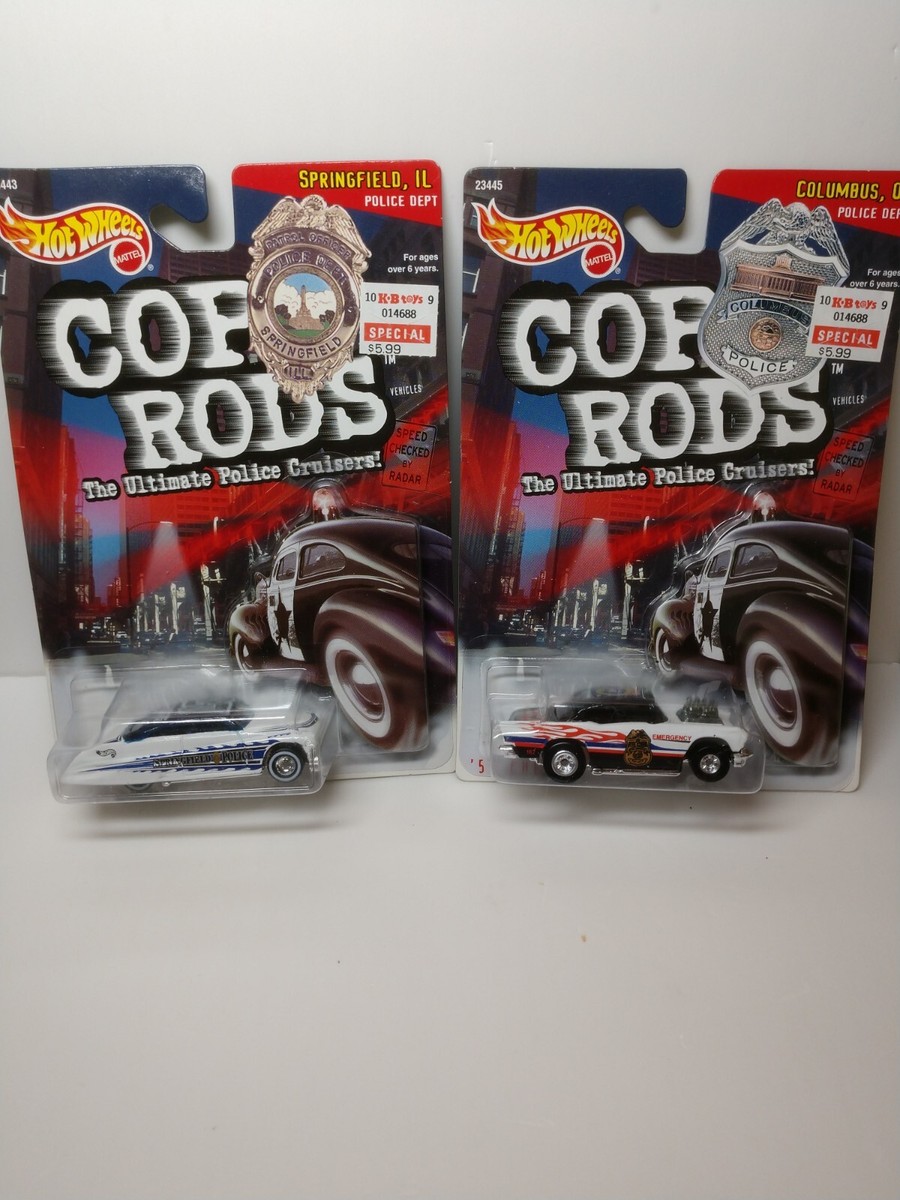 443
SPRINGFIELD, IL
POLICE DEPT
HOT WHEELS
MATTEL
®
For ages
over 6 years.
PATROL OFFICER
POLICE DEPT
SPRINGFIELD
ILL.
10 K•B toys 9
014688
SPECIAL
$5.99
COP
RODS
TM
VEHICLES
The Ultimate Police Cruisers!
SPEED
CHECKED
BY
RADAR
SPRINGFIELD POLICE
23445
COLUMBUS, O
POLICE DEP
HOT WHEELS
MATTEL
®
For ages
over 6 years.
COLUMBUS
POLICE
10 K•B toys 9
014688
SPECIAL
$5.99
COP
RODS
TM
VEHICLES
The Ultimate Police Cruisers!
SPEED
CHECKED
BY
RADAR
EMERGENCY
'5